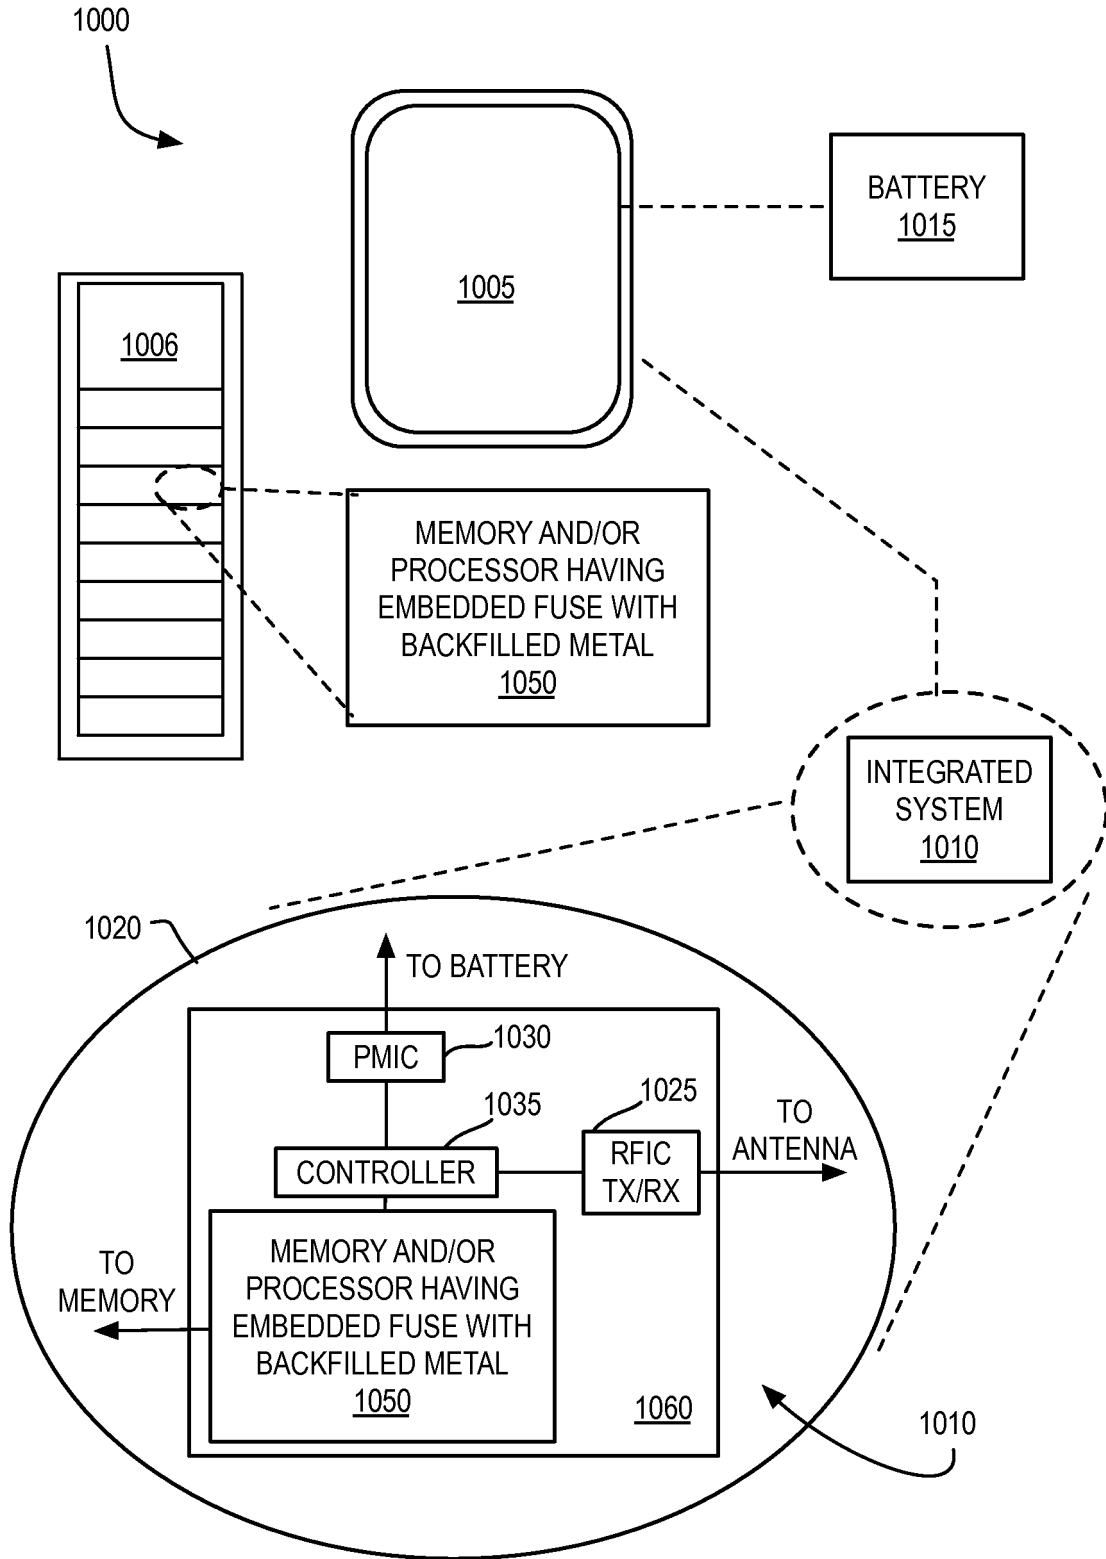 1000
BATTERY
1015
1005
1006
MEMORY AND/OR
PROCESSOR HAVING
EMBEDDED FUSE WITH
BACKFILLED METAL
1050
INTEGRATED
SYSTEM
1010
1020
TO BATTERY
PMIC
1030
1035
1025
TO
ANTENNA
CONTROLLER
RFIC
TX/RX
TO
MEMORY
MEMORY AND/OR
PROCESSOR HAVING
EMBEDDED FUSE WITH
BACKFILLED METAL
1050
1060
1010